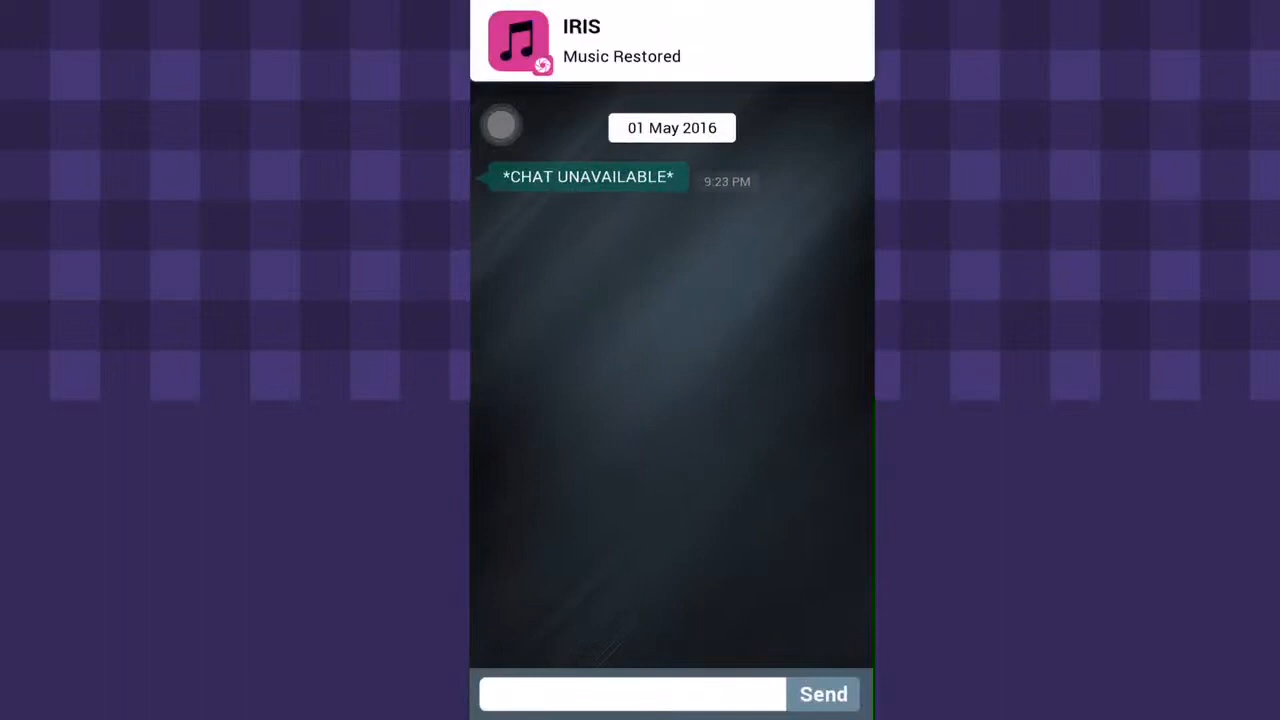 IRIS
Music Restored
01 May 2016
*CHAT UNAVAILABLE*
9:23 PM
Send